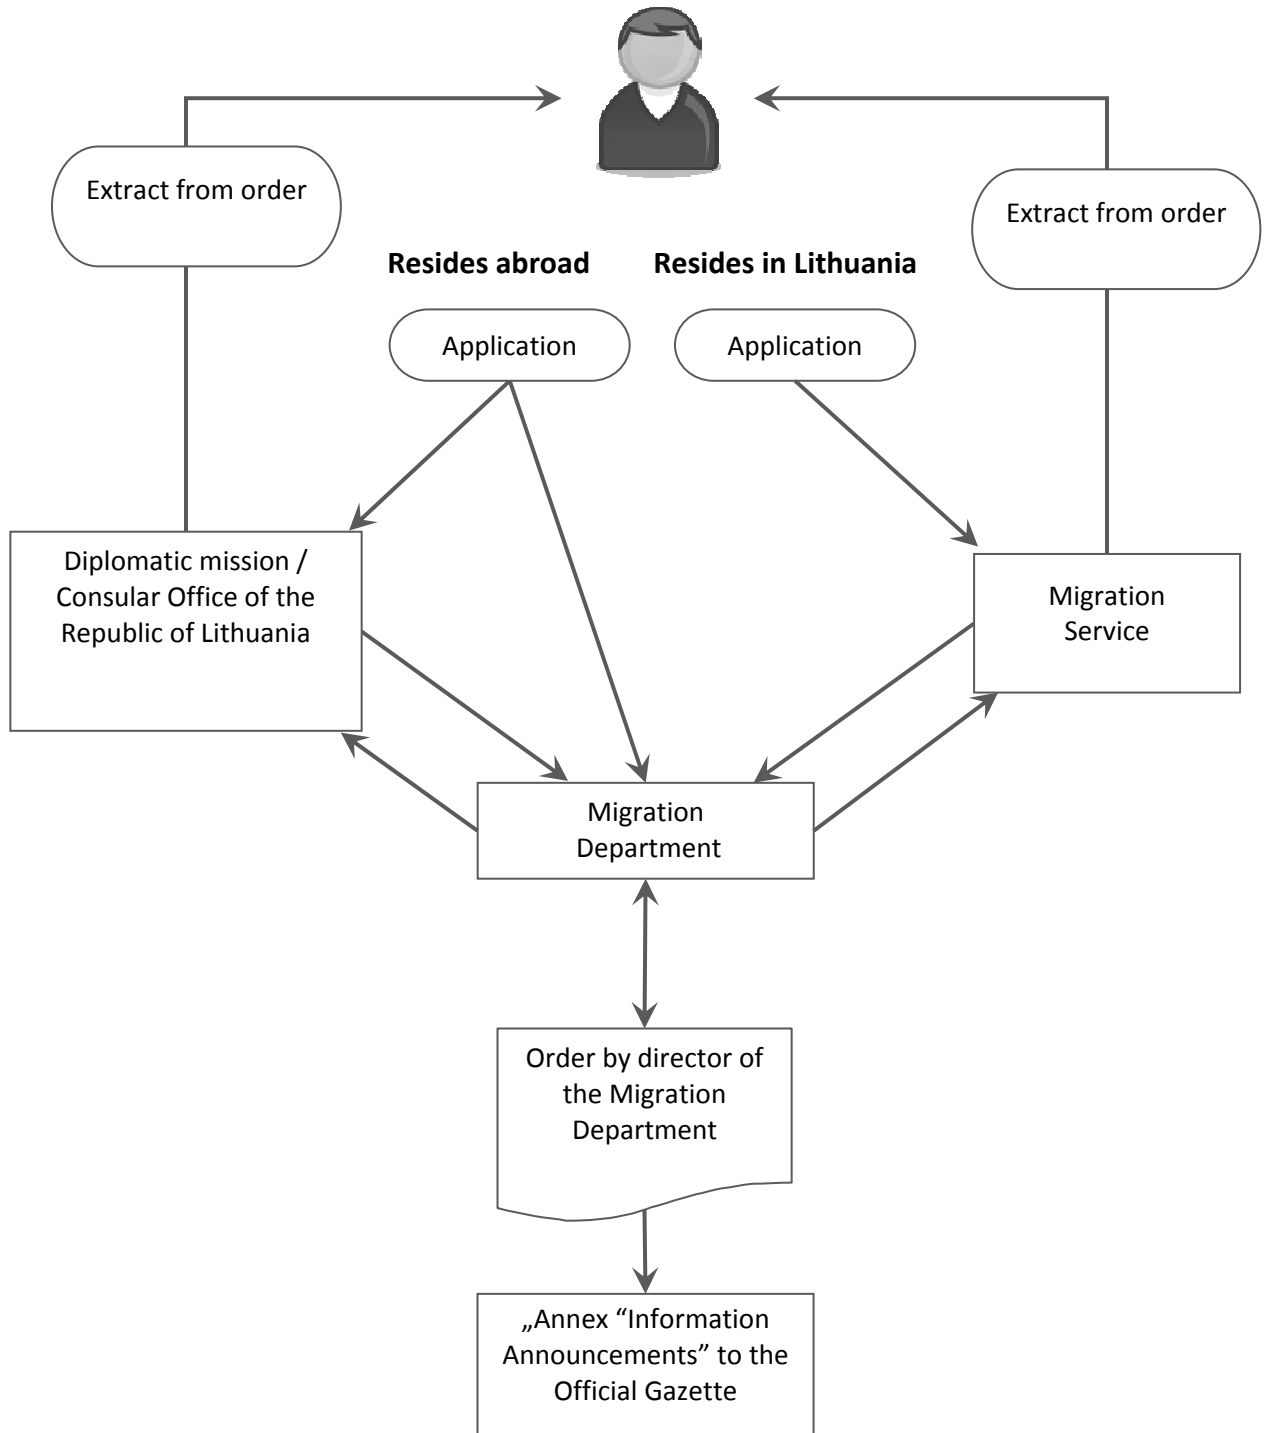 Extract from order
Extract from order
Resides abroad
Resides in Lithuania
Application
Application
Diplomatic mission /
Consular Office of the
Republic of Lithuania
Migration
Service
Migration
Department
Order by director of
the Migration
Department
„Annex “Information
Announcements” to the
Official Gazette